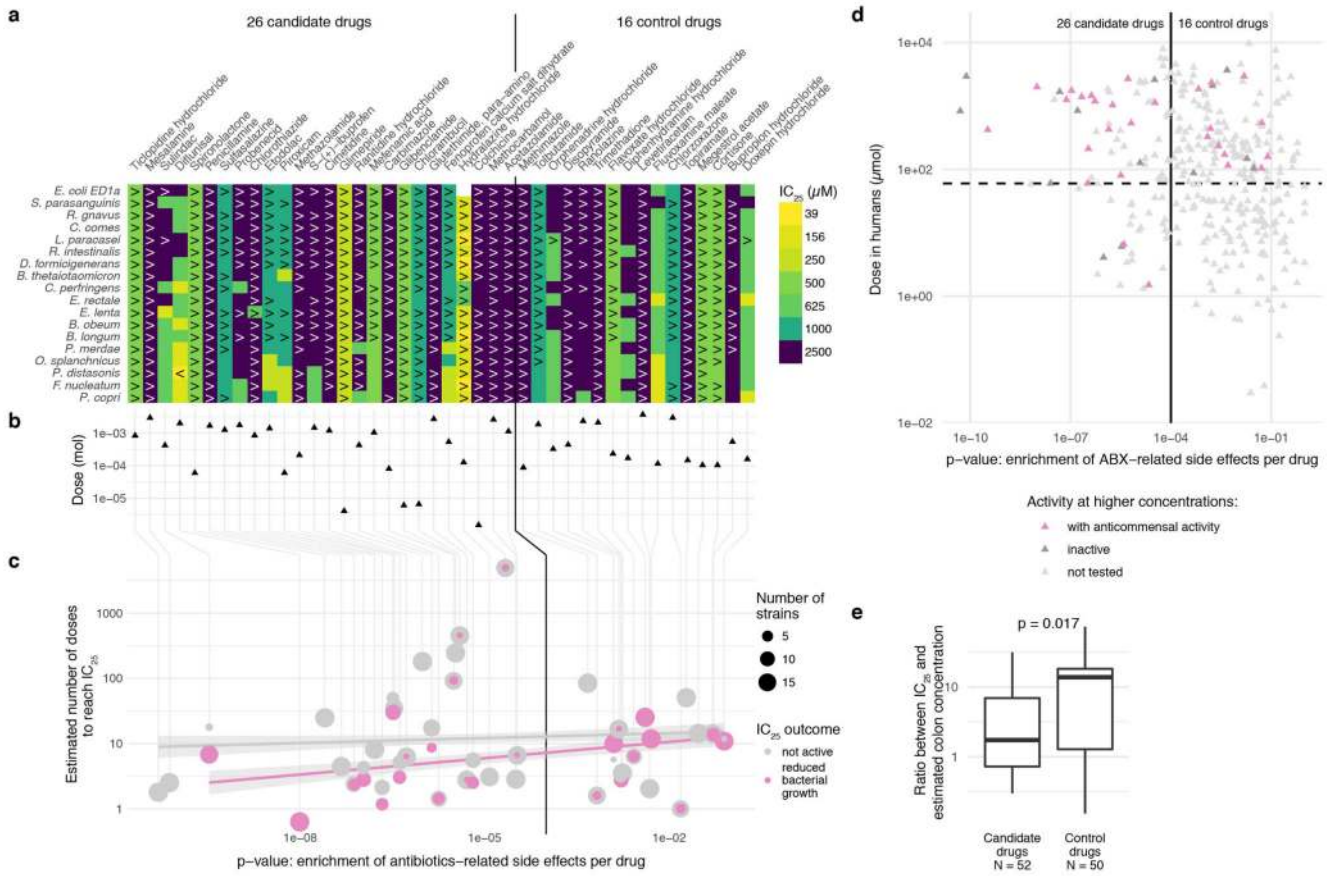 a
26 candidate drugs
16 control drugs
Ticlopidine hydrochloride
Mesalamine
Sulindac
Diflunisal
Spironolactone
Penicillamine
Sulfasalazine
Probenecid
Chlorothiazide
Etodolac
Piroxicam
Methazolamide
S-(+)-ibuprofen
Glimepiride
Ranitidine hydrochloride
Mefenamic acid
Carbimazole
Glibenclamide
Chlorambucil
Glutethimide, para-amino
Fenoprofen calcium salt dihydrate
Hydralazine hydrochloride
Colchicine
Methocarbamol
Acetazolamide
Methimazole
Tolbutamide
Orphenadrine hydrochloride
Disopyramide
Trimethadione
Flavoxate hydrochloride
Diphenidol hydrochloride
Levetiracetam
Fluvoxamine maleate
Chlorzoxazone
Topiramate
Megestrol acetate
Cortisone
Bupropion hydrochloride
Doxepin hydrochloride
E. coli ED1a
S. parasanguinis
R. gnavus
C. comes
L. paracasei
R. intestinalis
D. formicigenerans
B. thetaiotaomicron
C. perfringens
E. rectale
E. lenta
B. obeum
B. longum
P. merdae
O. splanchnicus
P. distasonis
F. nucleatum
P. copri
IC25 (µM)
39
156
250
500
625
1000
2500
b
Dose (mol)
1e−03
1e−04
1e−05
c
Estimated number of doses
to reach IC25
1000
100
10
1
1e−08
1e−05
1e−02
p−value: enrichment of antibiotics−related side effects per drug
Number of
strains
5
10
15
IC25 outcome
not active
reduced
bacterial
growth
d
26 candidate drugs
16 control drugs
Dose in humans (µmol)
1e+04
1e+02
1e+00
1e−02
1e−10
1e−07
1e−04
1e−01
p−value: enrichment of ABX−related side effects per drug
Activity at higher concentrations:
with anticommensal activity
inactive
not tested
e
p = 0.017
Ratio between IC25 and
estimated colon concentration
10
1
Candidate
drugs
N = 52
Control
drugs
N = 50